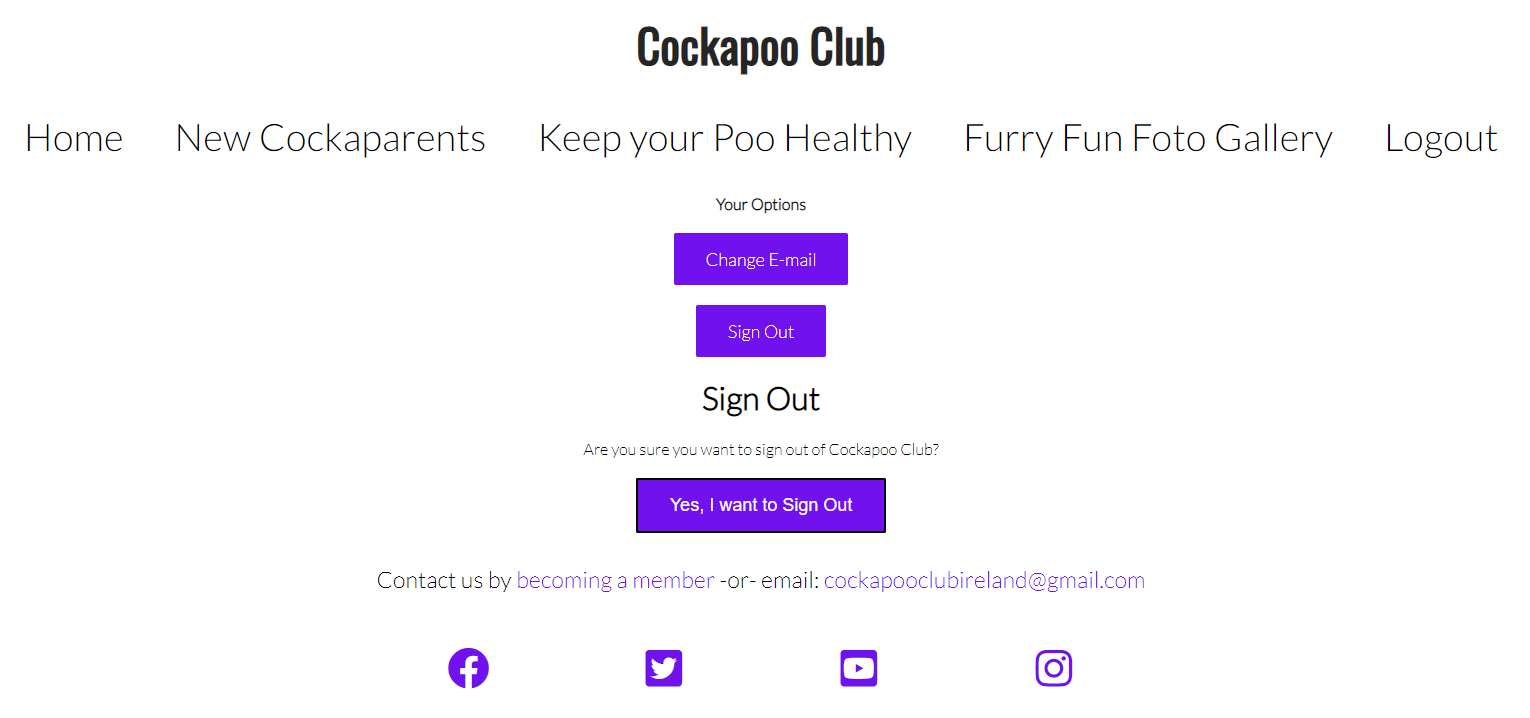 Cockapoo Club
Home New Cockaparents Keep your Poo Healthy Furry Fun Foto Gallery Logout
Your Options
Change E-mail
Sign Out
Sign Out
Are you sure you want to sign out of Cockapoo Club?
Yes, I want to Sign Out
Contact us by becoming a member -or- email: cockapooclubireland@gmail.com